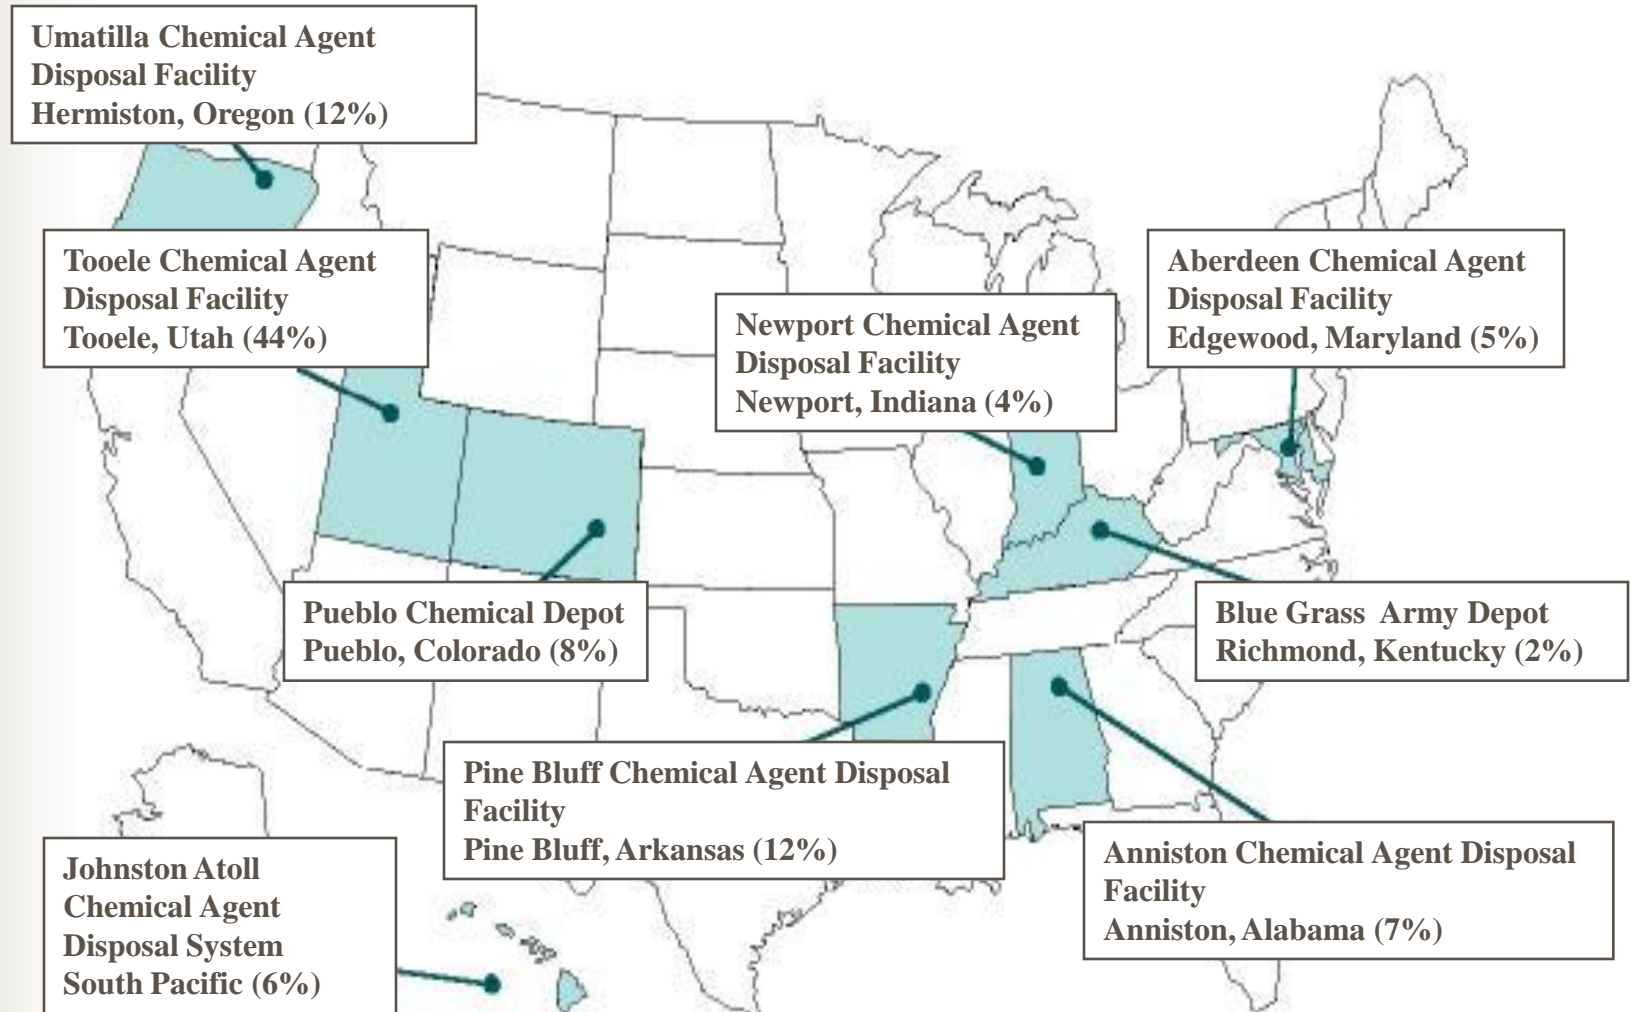 Umatilla Chemical Agent
Disposal Facility
Hermiston, Oregon (12%)
Tooele Chemical Agent
Disposal Facility
Tooele, Utah (44%)
Aberdeen Chemical Agent
Disposal Facility
Edgewood, Maryland (5%)
Newport Chemical Agent
Disposal Facility
Newport, Indiana (4%)
Pueblo Chemical Depot
Pueblo, Colorado (8%)
Blue Grass Army Depot
Richmond, Kentucky (2%)
Pine Bluff Chemical Agent Disposal
Facility
Pine Bluff, Arkansas (12%)
Anniston Chemical Agent Disposal
Facility
Anniston, Alabama (7%)
Johnston Atoll
Chemical Agent
Disposal System
South Pacific (6%)